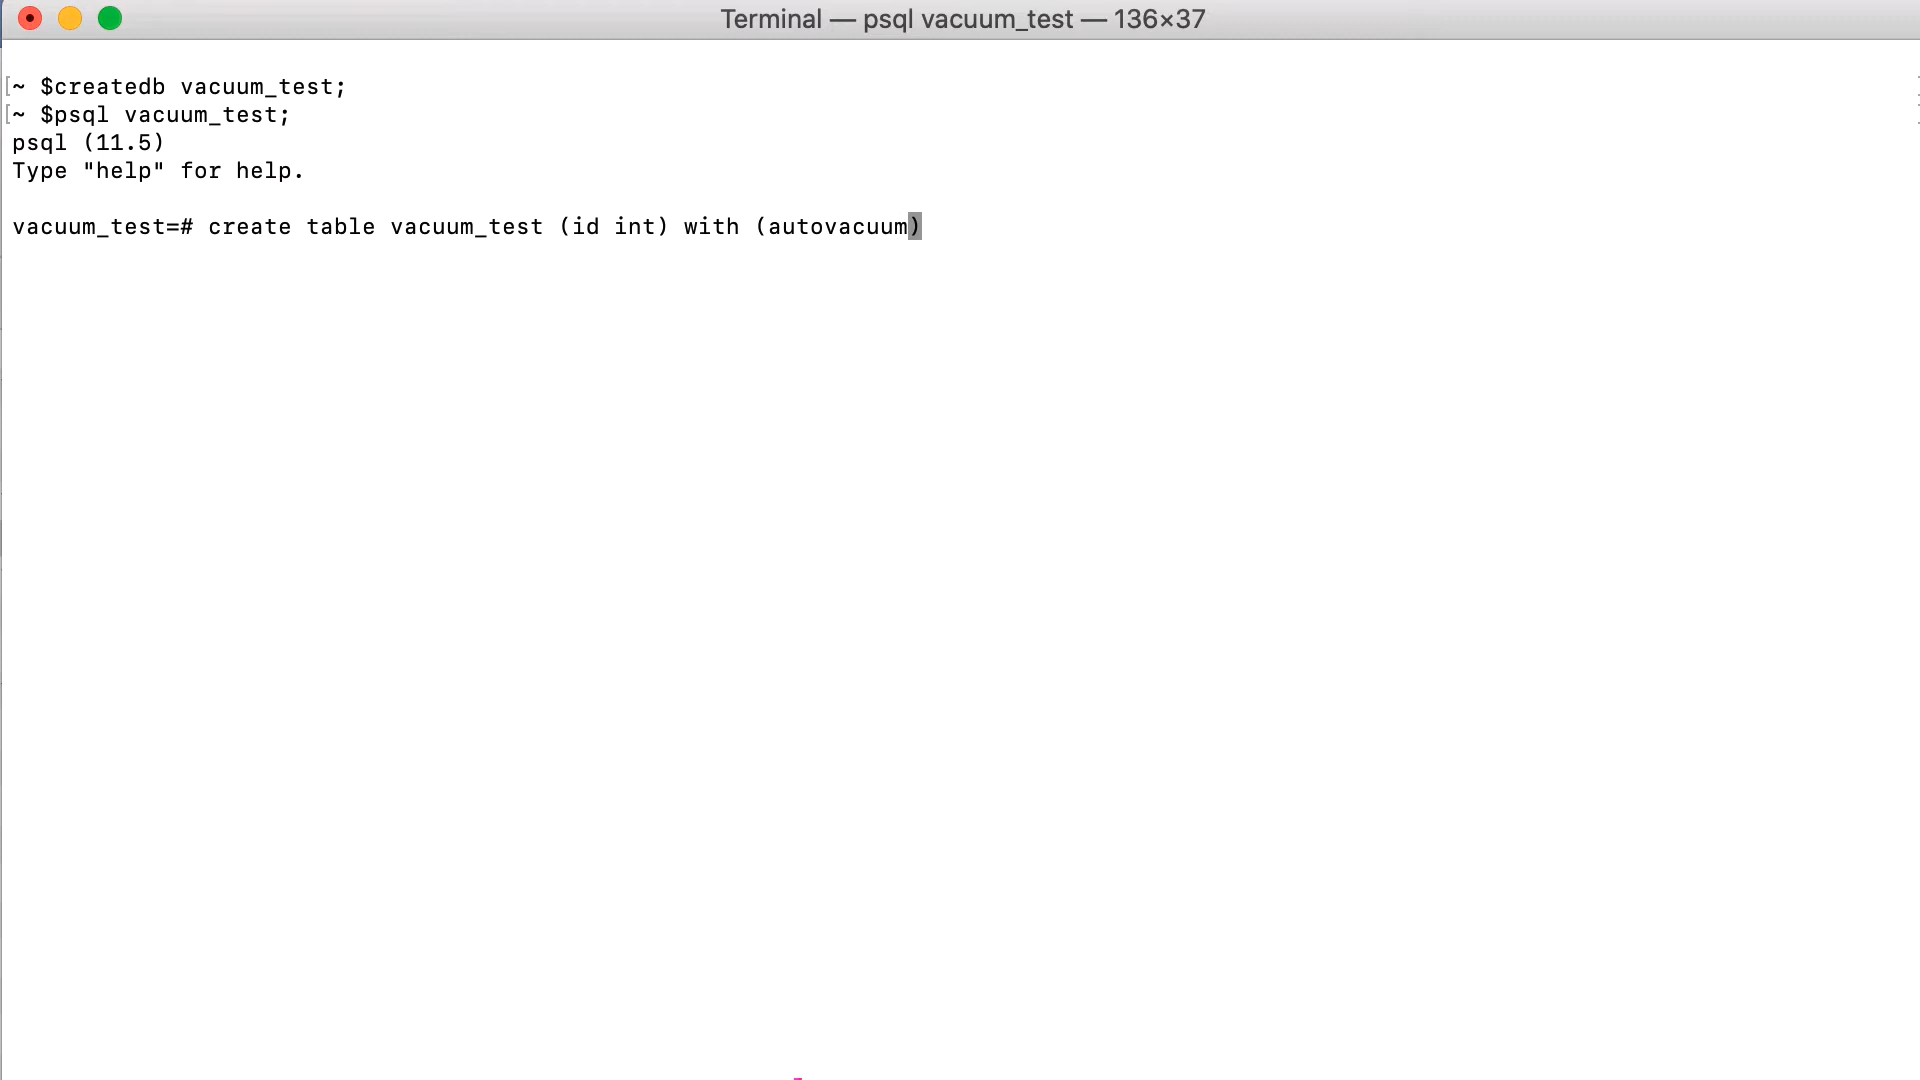 Terminal — psql vacuum_test — 136×37
[~ $createdb vacuum_test;
[~ $psql vacuum_test;
psql (11.5)
Type "help" for help.
vacuum_test=# create table vacuum_test (id int) with (autovacuum)